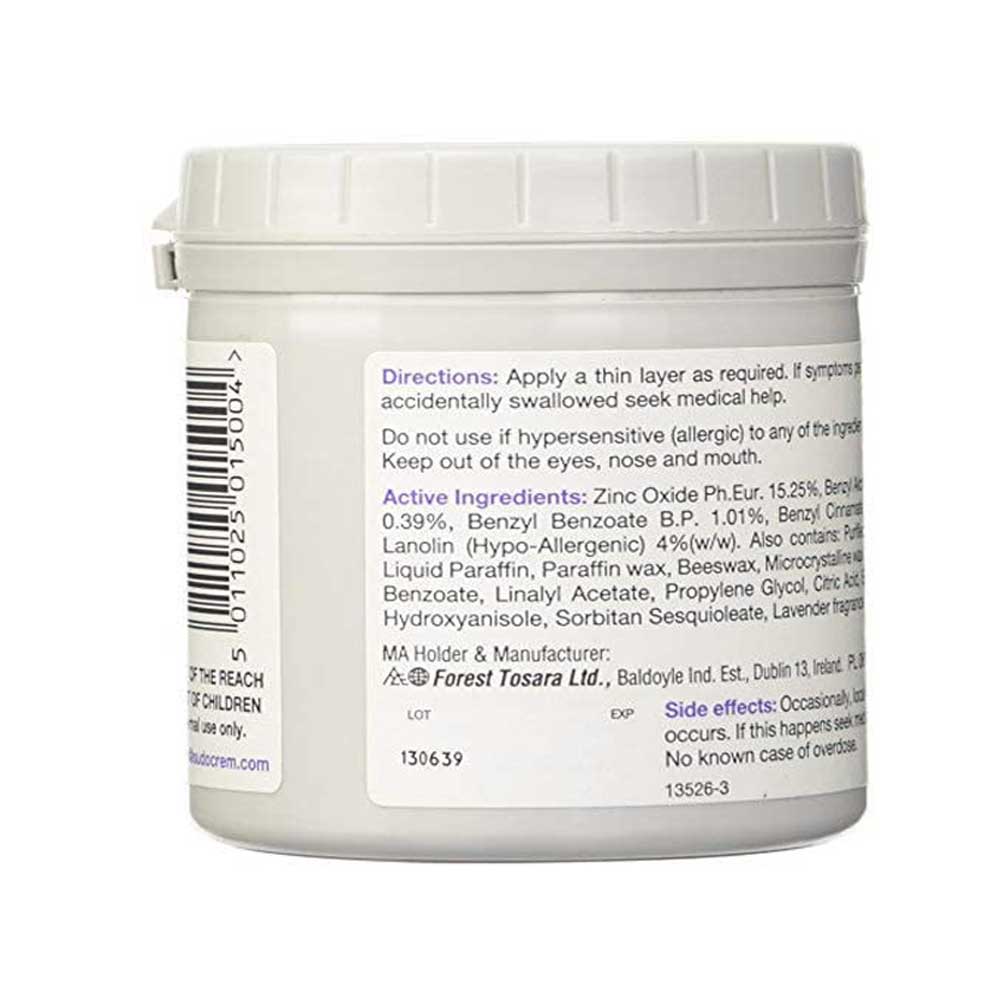 5 011025 015004 >
OF THE REACH
OF CHILDREN
use only.
sudocrem.com
Directions: Apply a thin layer as required. If symptoms
accidentally swallowed seek medical help.
Do not use if hypersensitive (allergic) to any of the
Keep out of the eyes, nose and mouth.
Active Ingredients: Zinc Oxide Ph.Eur. 15.25%, Benzyl
0.39%, Benzyl Benzoate B.P. 1.01%, Benzyl
Lanolin (Hypo-Allergenic) 4%(w/w). Also contains:
Liquid Paraffin, Paraffin wax, Beeswax, Microcrystalline
Benzoate, Linalyl Acetate, Propylene Glycol, Citric Acid,
Hydroxyanisole, Sorbitan Sesquioleate, Lavender
MA Holder & Manufacturer:
Forest Tosara Ltd., Baldoyle Ind. Est., Dublin 13, Ireland. PL
LOT EXP
130639
Side effects: Occasionally,
occurs. If this happens seek
No known case of overdose.
13526-3